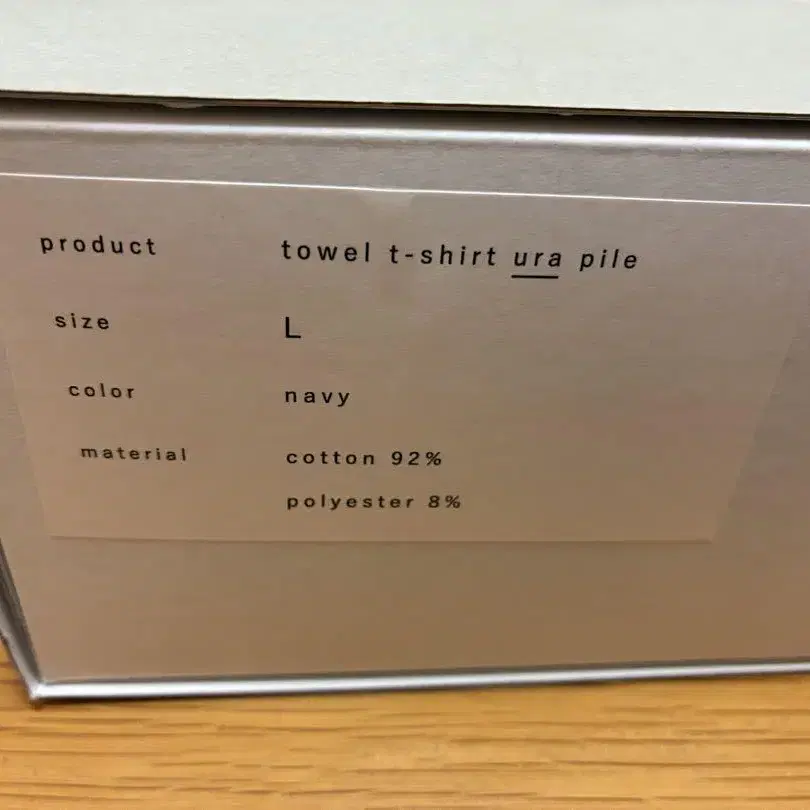 product towel t-shirt ura pile
size L
color navy
material cotton 92%
polyester 8%